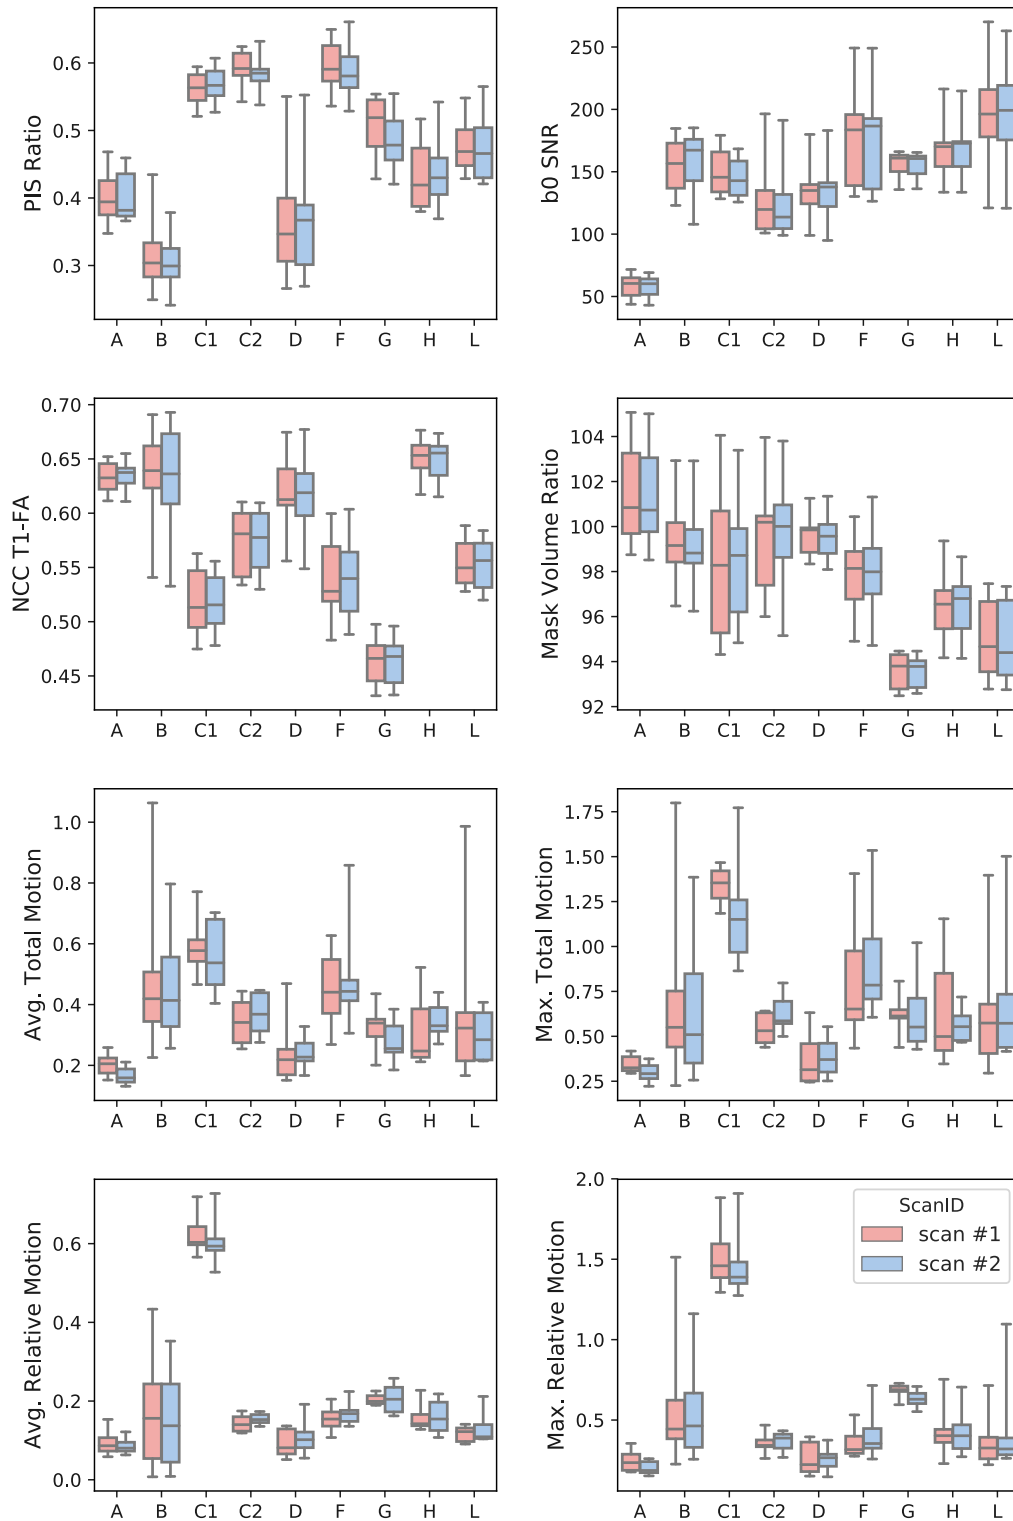 PIS Ratio
0.6
0.5
0.4
0.3
A B C1 C2 D F G H L
b0 SNR
250
200
150
100
50
A B C1 C2 D F G H L
NCC T1-FA
0.70
0.65
0.60
0.55
0.50
0.45
A B C1 C2 D F G H L
Mask Volume Ratio
104
102
100
98
96
94
92
A B C1 C2 D F G H L
Avg. Total Motion
1.0
0.8
0.6
0.4
0.2
A B C1 C2 D F G H L
Max. Total Motion
1.75
1.50
1.25
1.00
0.75
0.50
0.25
A B C1 C2 D F G H L
Avg. Relative Motion
0.6
0.4
0.2
0.0
A B C1 C2 D F G H L
Max. Relative Motion
2.0
1.5
1.0
0.5
A B C1 C2 D F G H L
ScanID
scan #1
scan #2